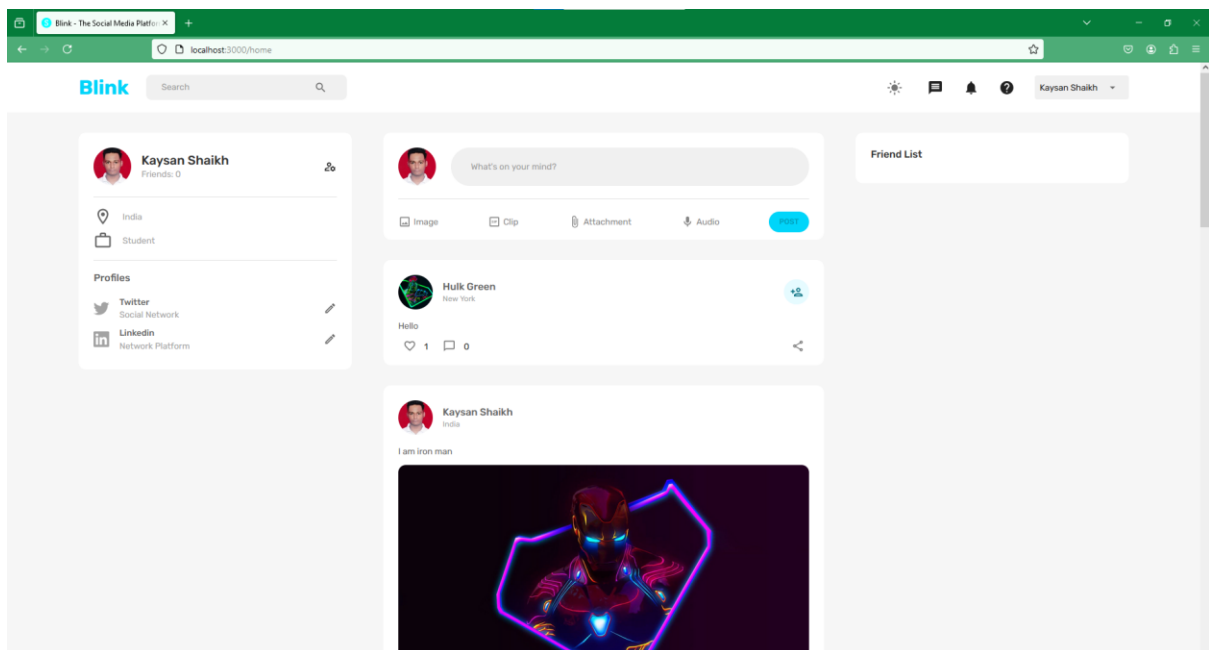 Blink - The Social Media Platforr
localhost:3000/home
Blink
Search
Kaysan Shaikh
Kaysan Shaikh
Friends: 0
India
Student
Profiles
Twitter
Social Network
Linkedin
Network Platform
What's on your mind?
Image Clip Attachment Audio POST
Hulk Green
New York
Hello
1 0
Kaysan Shaikh
India
I am iron man
Friend List